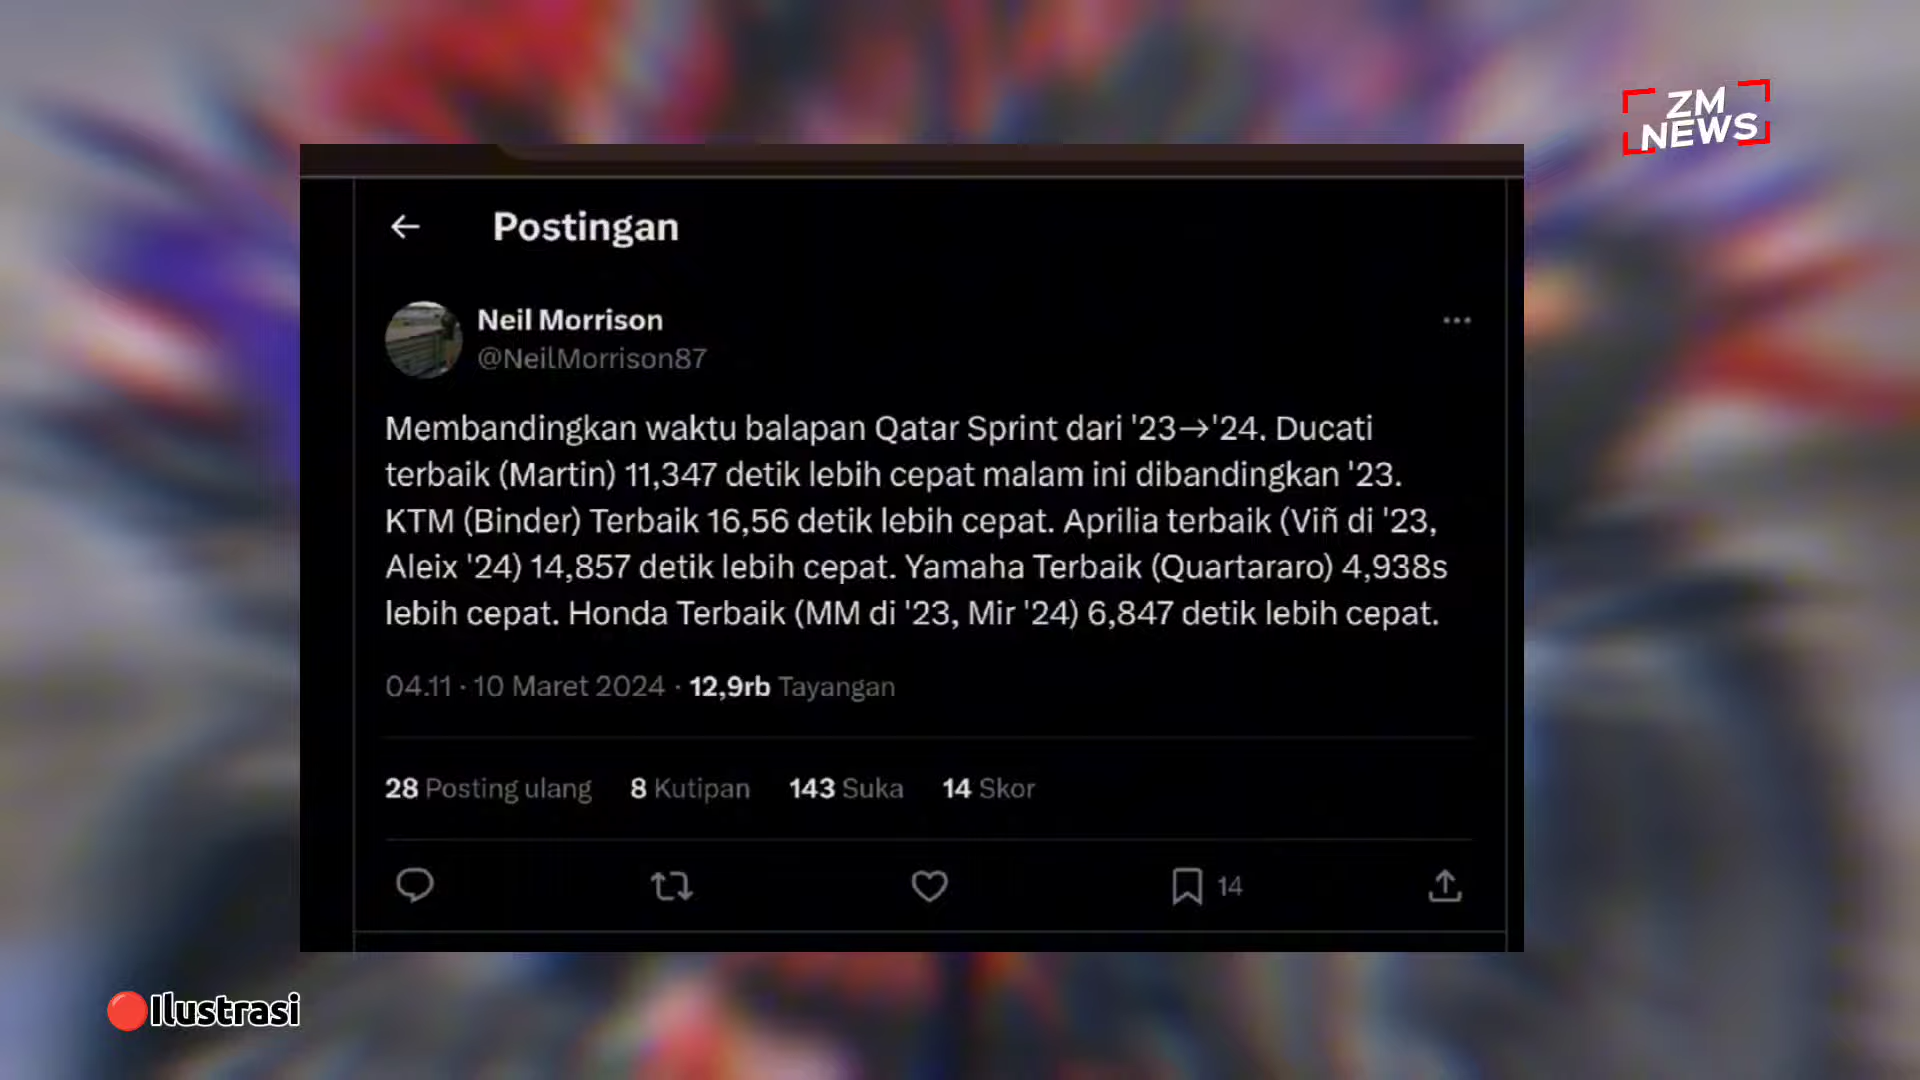 ZM
NEWS
Postingan
Neil Morrison
@NeilMorrison87
Membandingkan waktu balapan Qatar Sprint dari '23→'24. Ducati
terbaik (Martin) 11,347 detik lebih cepat malam ini dibandingkan '23.
KTM (Binder) Terbaik 16,56 detik lebih cepat. Aprilia terbaik (Viñ di '23,
Aleix '24) 14,857 detik lebih cepat. Yamaha Terbaik (Quartararo) 4,938s
lebih cepat. Honda Terbaik (MM di '23, Mir '24) 6,847 detik lebih cepat.
04.11 · 10 Maret 2024 · 12,9rb Tayangan
28 Posting ulang 8 Kutipan 143 Suka 14 Skor
14
Ilustrasi